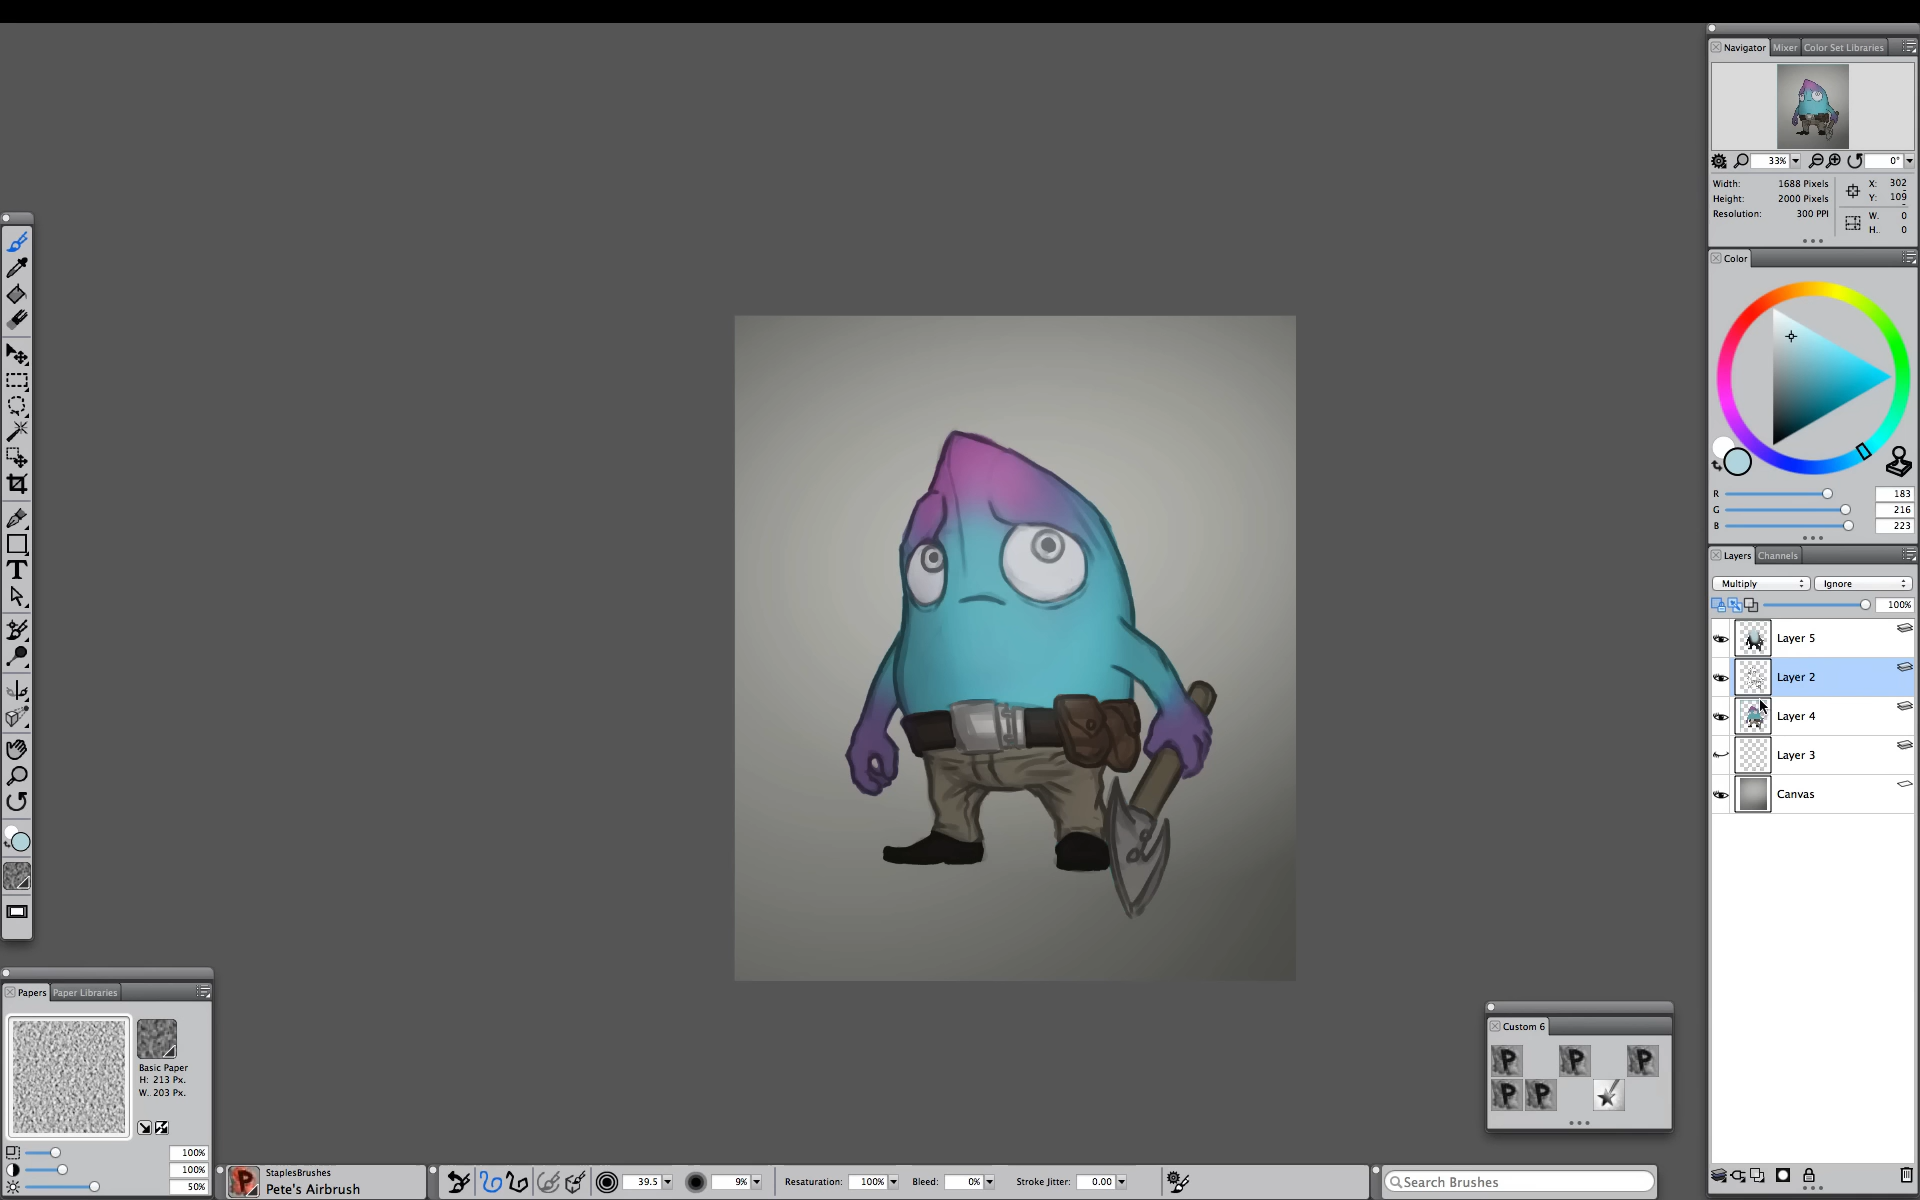 Navigator Mixer Color Set Libraries
33% 0°
Width: 1688 Pixels X: 302
Height: 2000 Pixels Y: 109
Resolution: 300 PPI W. 0
H.. 0
Color
R 183
G 216
B 223
Layers Channels
Multiply Ignore
100%
Layer 5
Layer 2
Layer 4
Layer 3
Canvas
T
Papers Paper Libraries
Basic Paper
H: 213 Px.
W.. 203 Px.
100%
100%
50%
Custom 6
P P P
P P
P StaplesBrushes
Pete's Airbrush
39.5 9% Resaturation: 100% Bleed: 0% Stroke Jitter: 0.00
Search Brushes